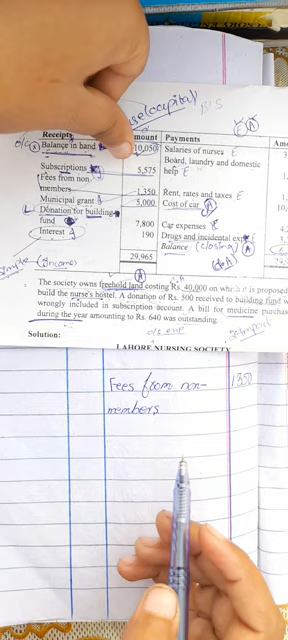 B/S
Receipts Amount Payments Amo
Balance in hand 10,050 Salaries of nurses E
Board, laundry and domestic
Subscriptions 5,575 help E
Fees from non
members 1,350 Rent, rates and taxes E
Municipal grant 5,000 Cost of car A
Donation for building
fund 7,800 Car expenses E
Interest 190 Drugs and incidental exp
Balance (closing)
29,965
(Income)
The society owns freehold land costing Rs. 40,000 on which it is proposed
build the nurse's hostel. A donation of Rs. 500 received to building fund w
wrongly included in subscription account. A bill for medicine purchas
during the year amounting to Rs. 640 was outstanding.
Solution: o/s exp
LAHORE NURSING SOCIETY
Fees from non- 1350
members